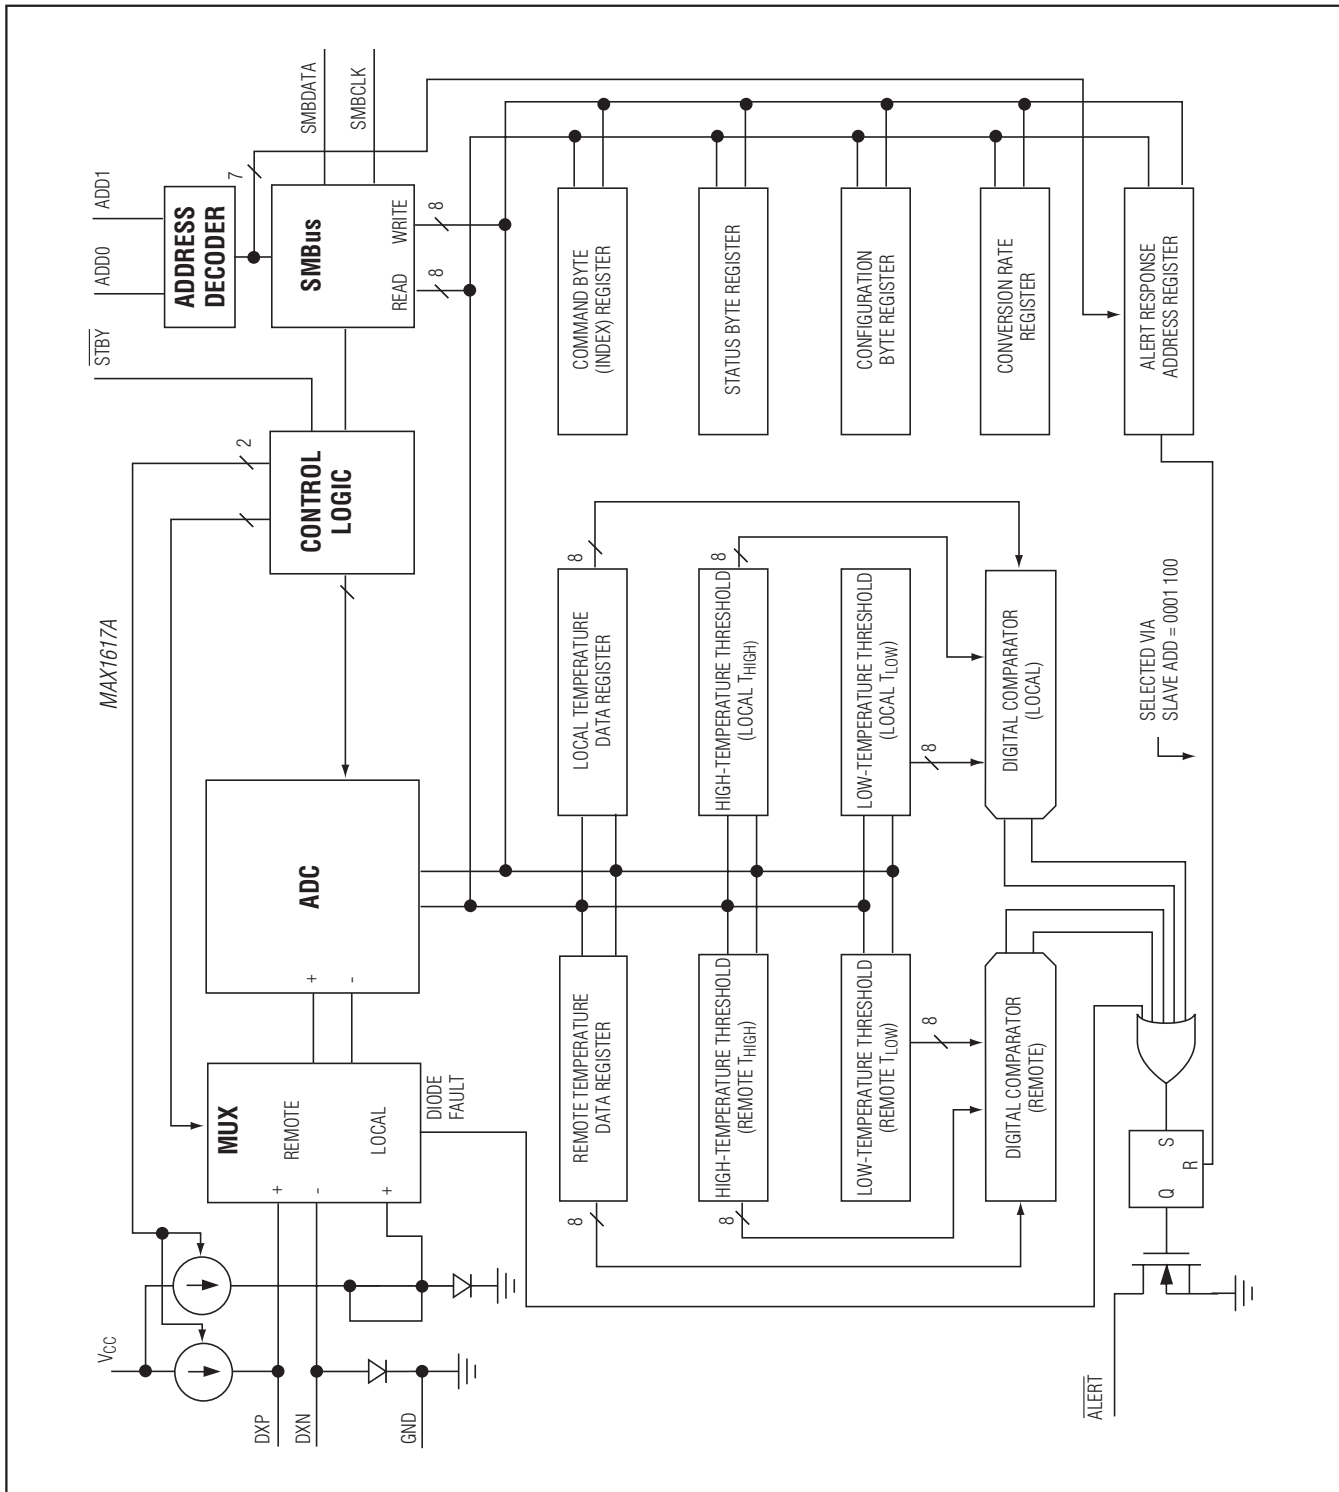 MAX1617A
VCC
DXP
DXN
GND
+
-
+
MUX
REMOTE
LOCAL
DIODE
FAULT
+
-
ADC
CONTROL
LOGIC
2
STBY
ADD0
ADD1
ADDRESS
DECODER
7
SMBus
READ
WRITE
8
8
SMBDATA
SMBCLK
REMOTE TEMPERATURE
DATA REGISTER
8
HIGH-TEMPERATURE THRESHOLD
(REMOTE THIGH)
8
LOW-TEMPERATURE THRESHOLD
(REMOTE TLOW)
8
DIGITAL COMPARATOR
(REMOTE)
LOCAL TEMPERATURE
DATA REGISTER
8
HIGH-TEMPERATURE THRESHOLD
(LOCAL THIGH)
8
LOW-TEMPERATURE THRESHOLD
(LOCAL TLOW)
8
DIGITAL COMPARATOR
(LOCAL)
COMMAND BYTE
(INDEX) REGISTER
STATUS BYTE REGISTER
CONFIGURATION
BYTE REGISTER
CONVERSION RATE
REGISTER
ALERT RESPONSE
ADDRESS REGISTER
SELECTED VIA
SLAVE ADD = 0001 100
Q
S
R
ALERT